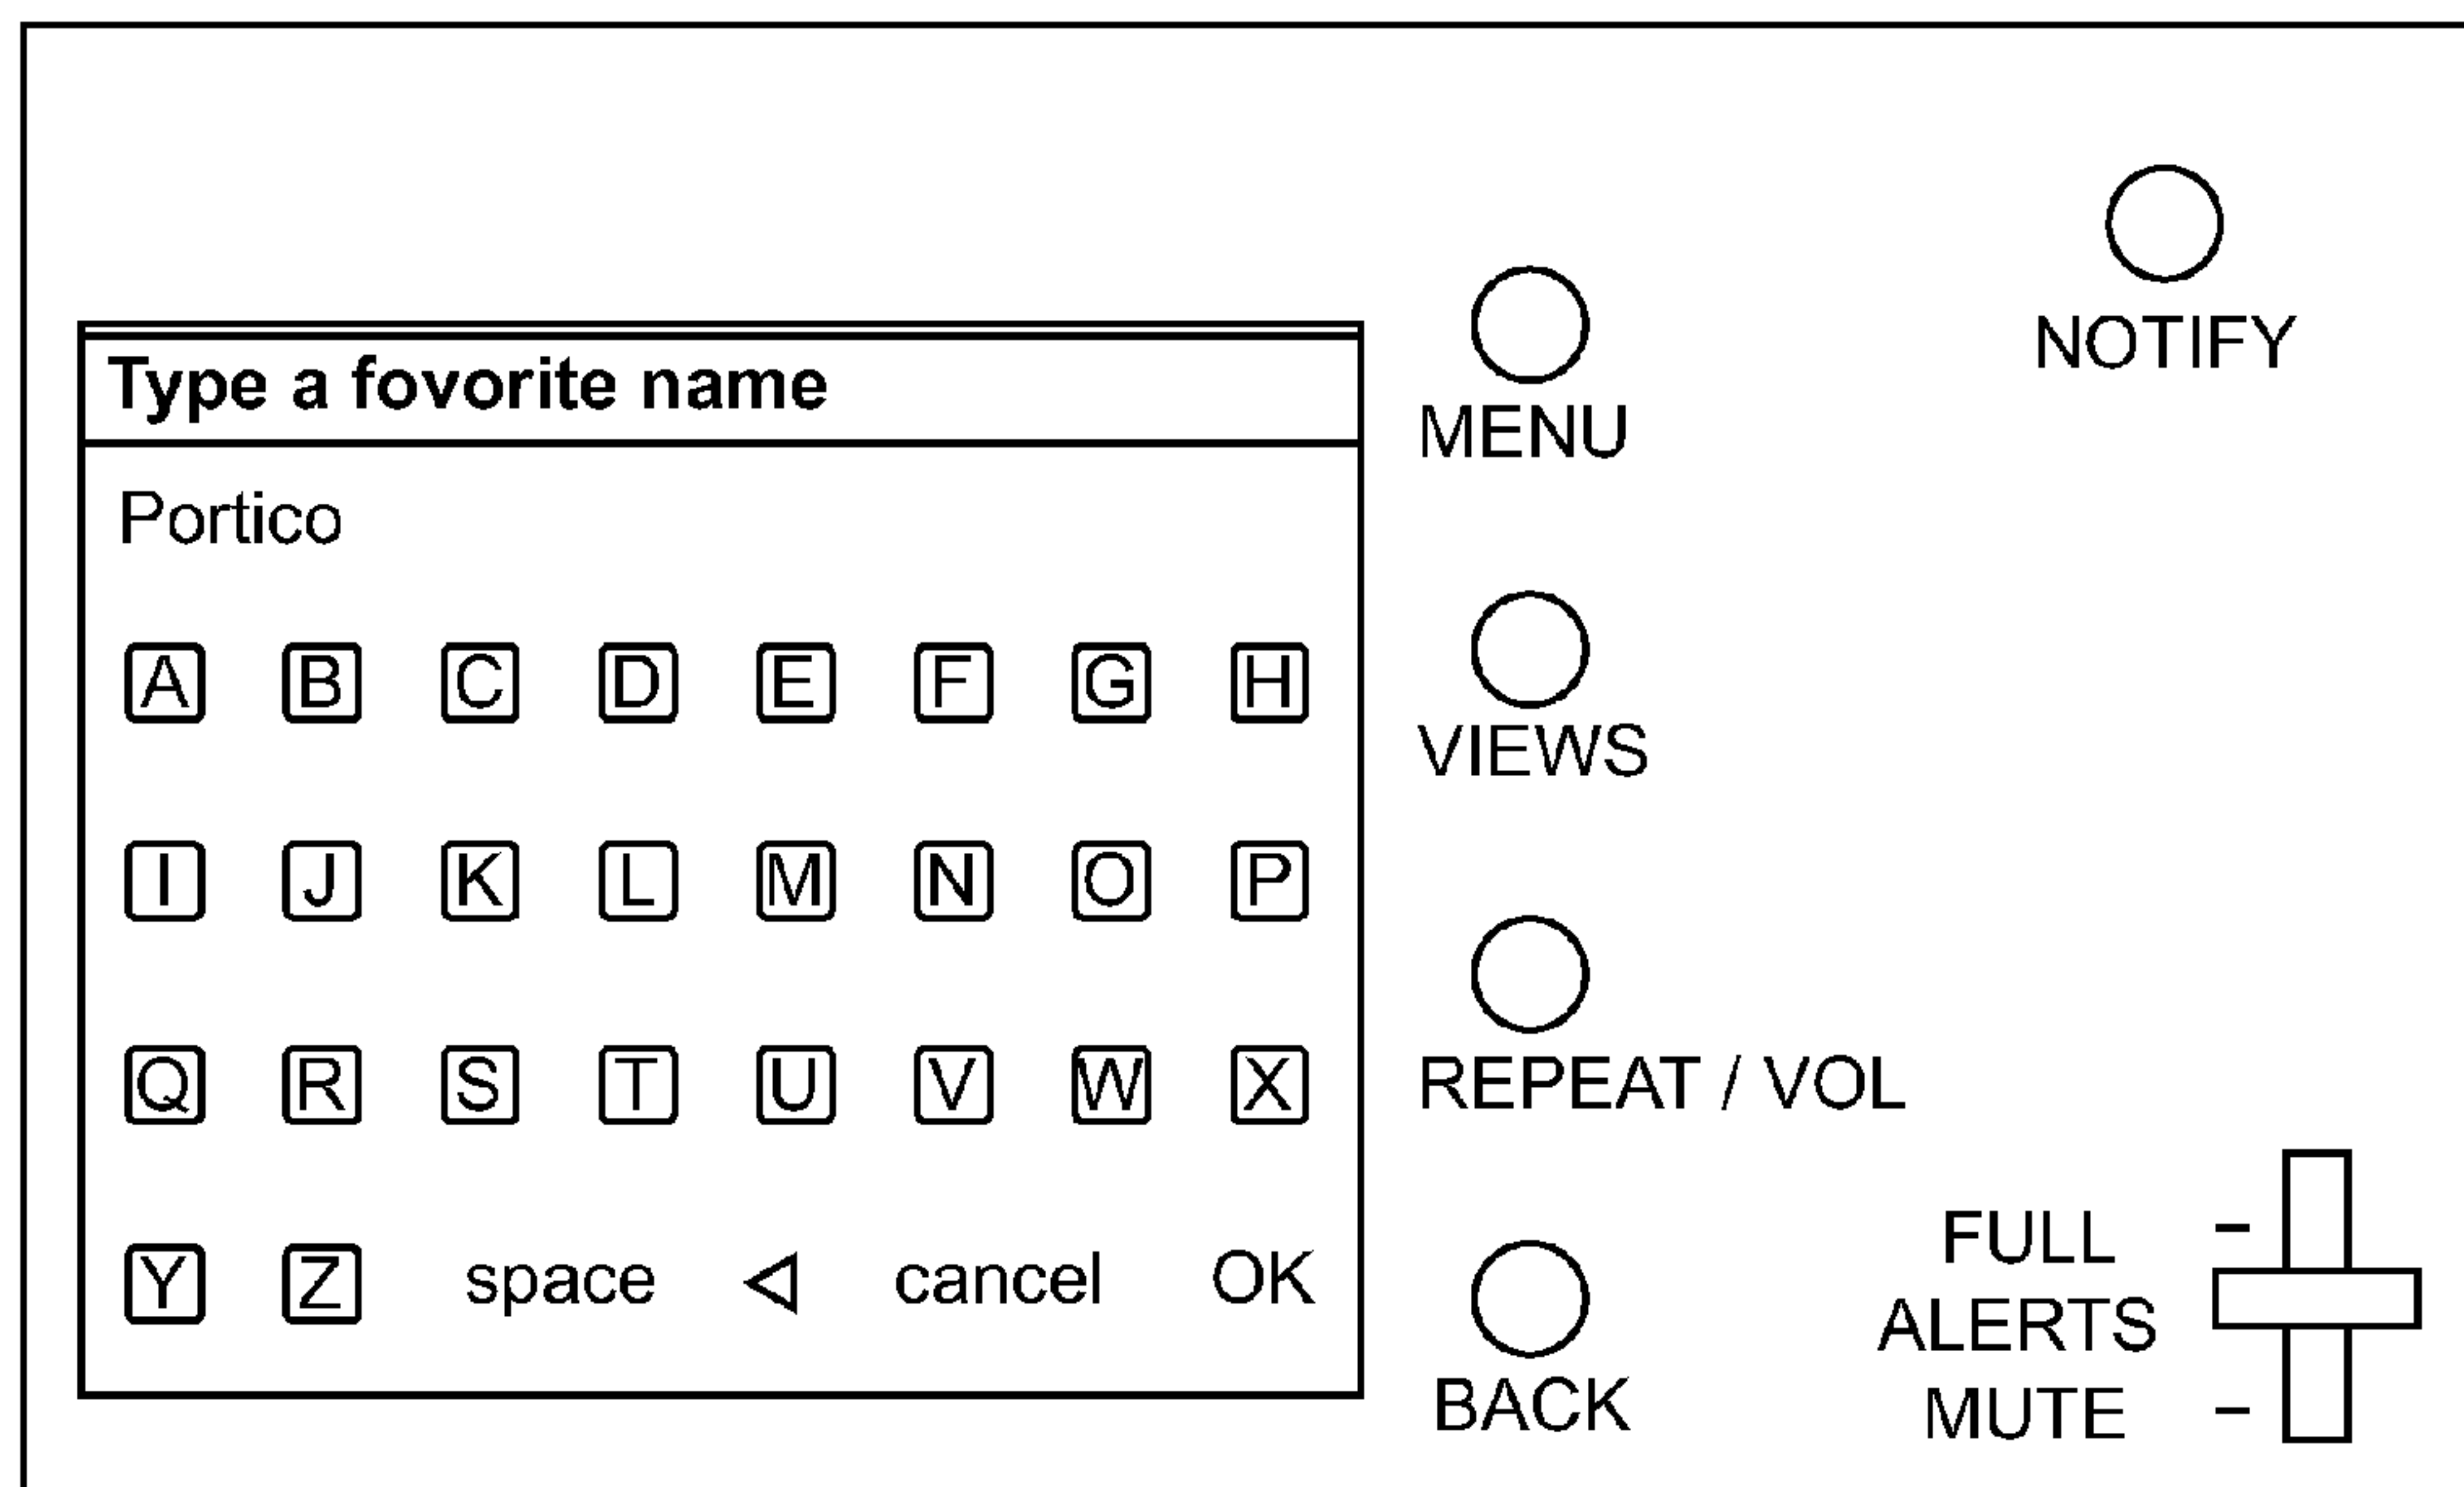 Type a fovorite name
Portico
A B C D E F G H
I J K L M N O P
Q R S T U V W X
Y Z space cancel OK
MENU
VIEWS
REPEAT / VOL
BACK
NOTIFY
FULL
ALERTS
MUTE